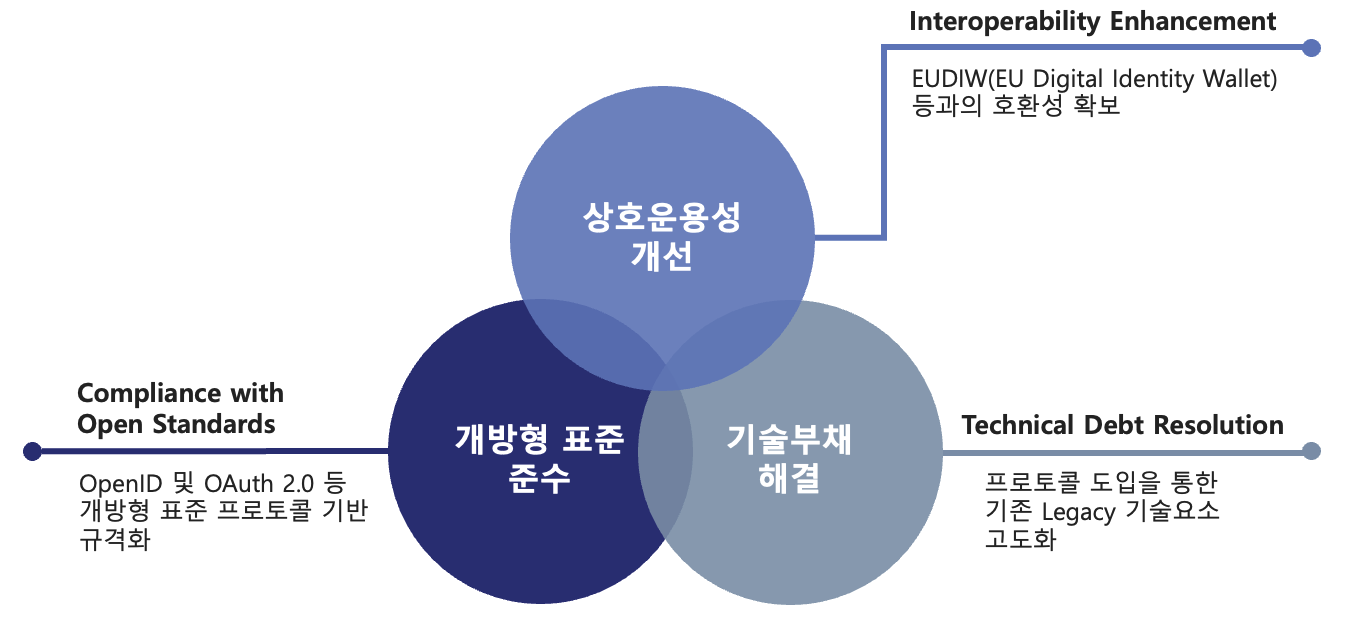 Interoperability Enhancement
EUDIW(EU Digital Identity Wallet)
등과의 호환성 확보
상호운용성
개선
Compliance with
Open Standards
OpenID 및 OAuth 2.0 등
개방형 표준 프로토콜 기반
규격화
개방형 표준
준수
기술부채
해결
Technical Debt Resolution
프로토콜 도입을 통한
기존 Legacy 기술요소
고도화